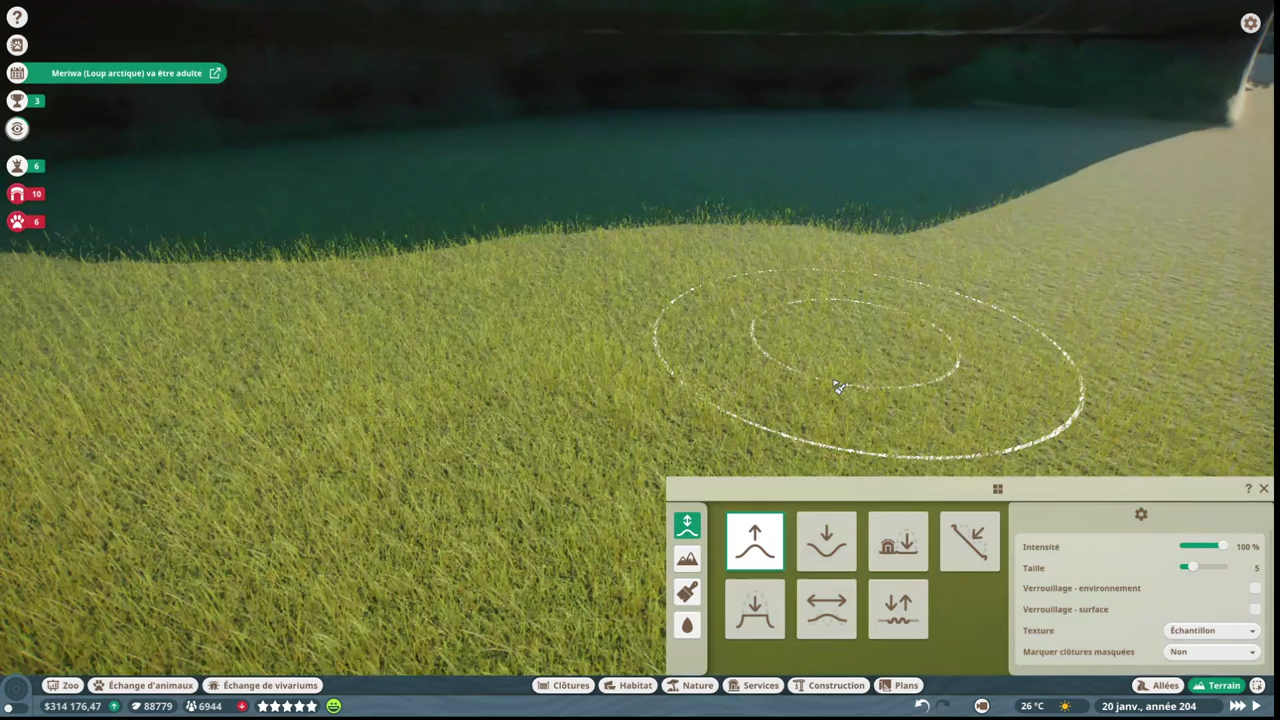 Meriwa (Loup arctique) va être adulte
3
6
10
6
?
Intensité 100 %
Taille 5
Verrouillage - environnement
Verrouillage - surface
Texture Échantillon
Marquer clôtures masquées Non
Zoo Échange d'animaux Échange de vivariums Clôtures Habitat Nature Services Construction Plans Allées Terrain
$314 176,47 88779 6944 26 °C 20 janv., année 204